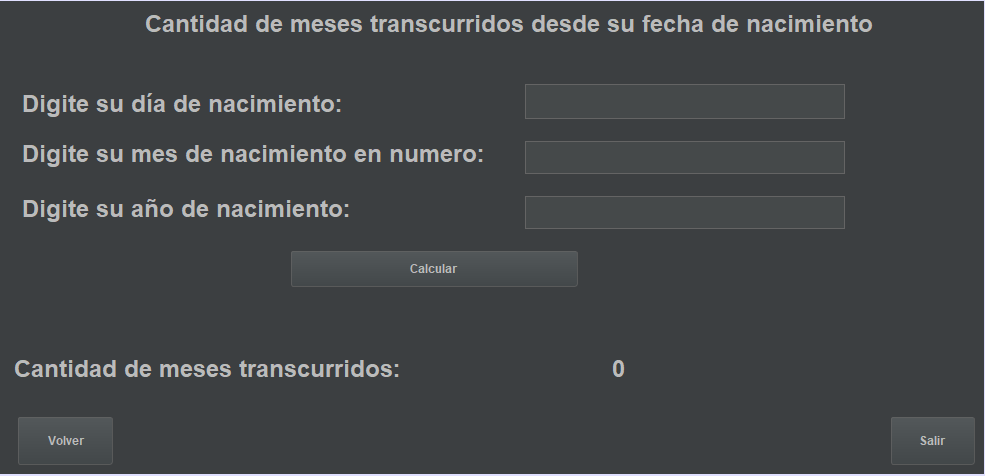 Cantidad de meses transcurridos desde su fecha de nacimiento
Digite su día de nacimiento:
Digite su mes de nacimiento en numero:
Digite su año de nacimiento:
Calcular
Cantidad de meses transcurridos: 0
Volver
Salir